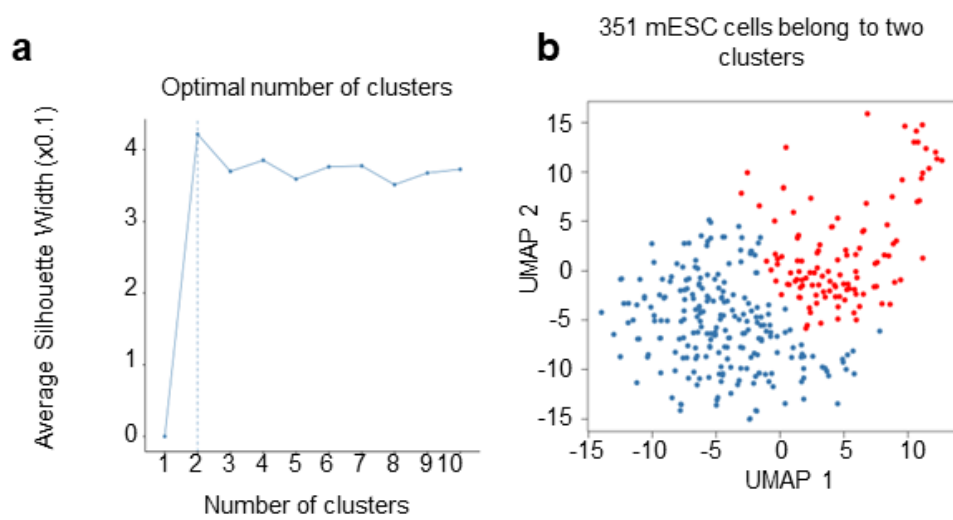 a
Optimal number of clusters
Average Silhouette Width (x0.1)
4
3
2
1
0
1 2 3 4 5 6 7 8 9 10
Number of clusters
b
351 mESC cells belong to two
clusters
UMAP 2
15
10
5
0
-5
-10
-15
-15 -10 -5 0 5 10
UMAP 1